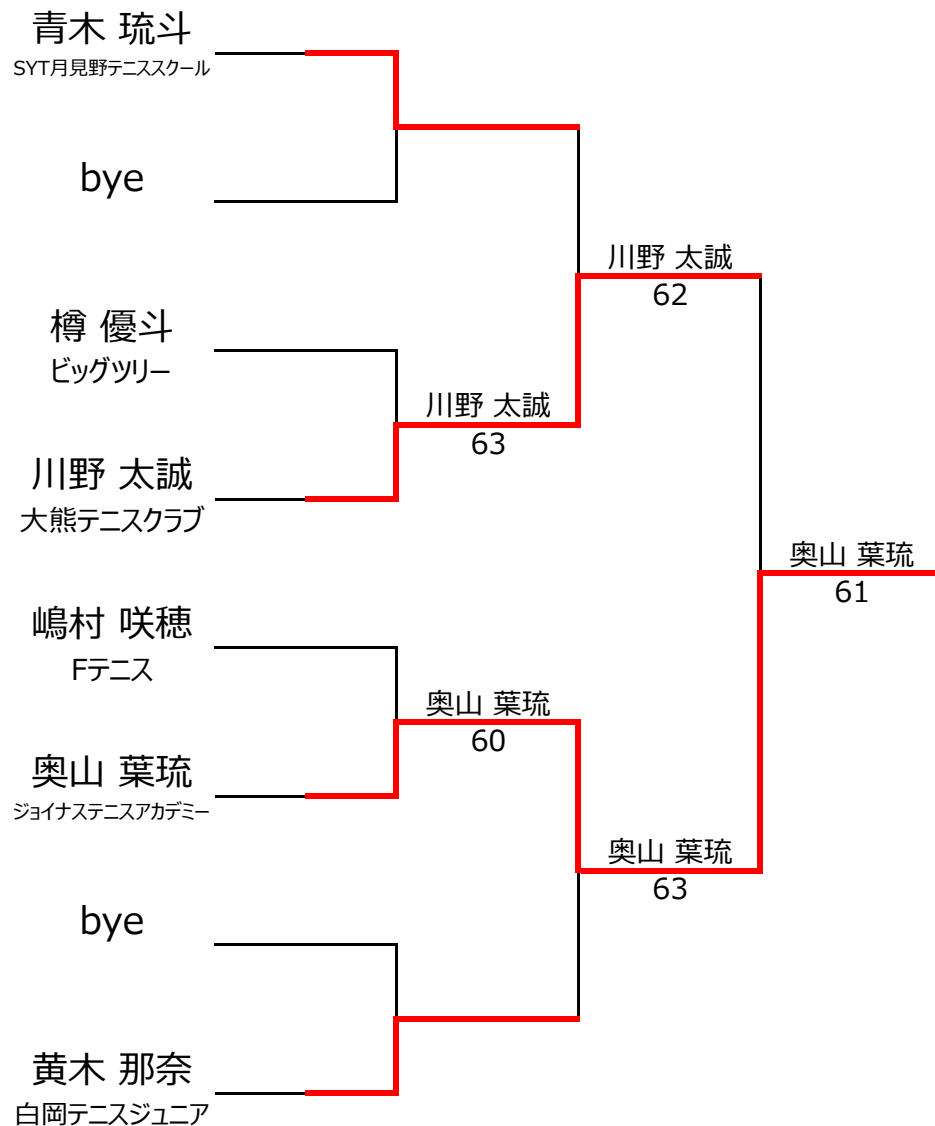 青木 琉斗
SYT月見野テニススクール
bye
樽 優斗
ビッグツリー
川野 太誠
大熊テニスクラブ
嶋村 咲穂
Fテニス
奥山 葉琉
ジョイナステニスアカデミー
bye
黄木 那奈
白岡テニスジュニア
川野 太誠
63
奥山 葉琉
60
川野 太誠
62
奥山 葉琉
63
奥山 葉琉
61